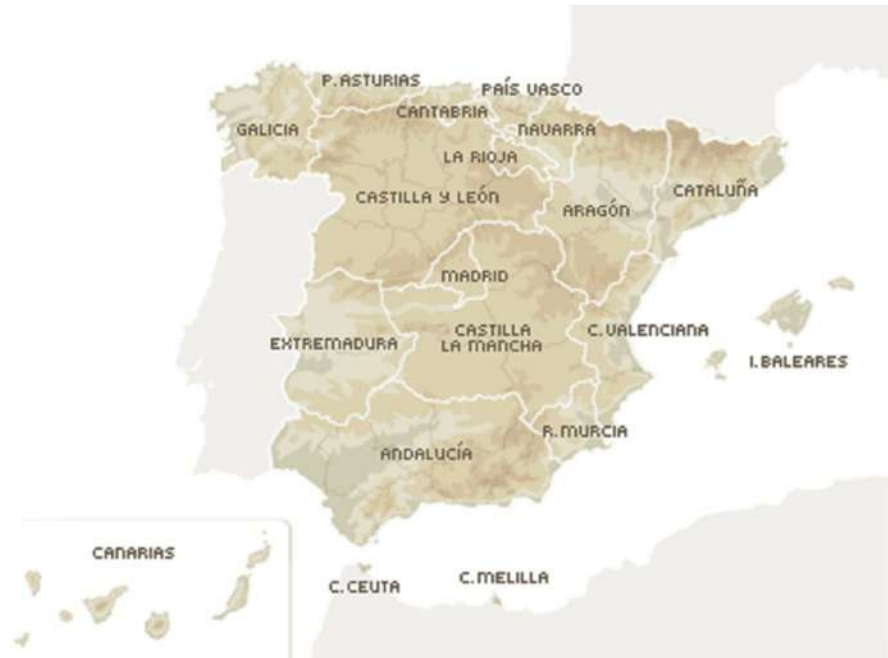 P. ASTURIAS
PAÍS VASCO
CANTABRIA
GALICIA
NAVARRA
LA RIOJA
CATALUÑA
CASTILLA Y LEÓN
ARAGÓN
MADRID
C. VALENCIANA
CASTILLA
LA MANCHA
EXTREMADURA
I. BALEARES
R. MURCIA
ANDALUCÍA
CANARIAS
C. CEUTA
C. MELILLA